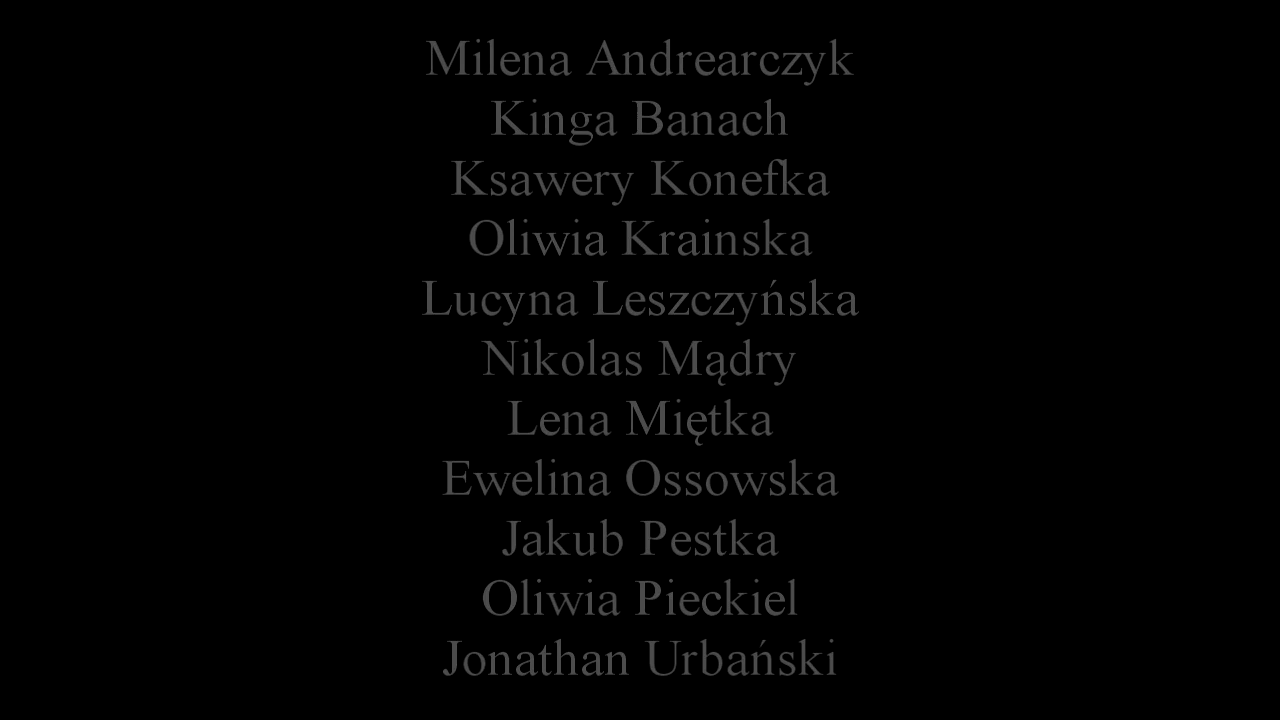 Milena Andrearczyk
Kinga Banach
Ksawery Konefka
Oliwia Krainska
Lucyna Leszczyńska
Nikolas Mądry
Lena Miętka
Ewelina Ossowska
Jakub Pestka
Oliwia Pieckiel
Jonathan Urbański